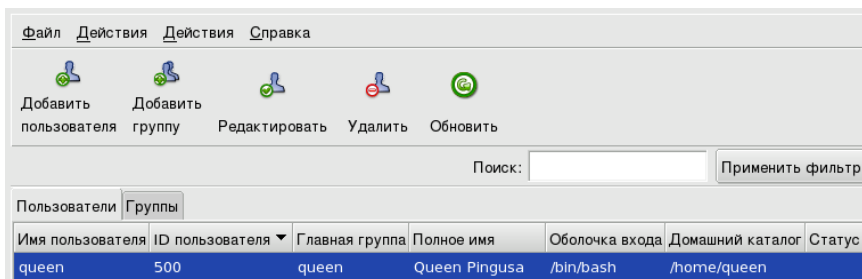 Файл Действия Действия Справка
Добавить пользователя
Добавить группу
Редактировать
Удалить
Обновить
Поиск: Применить фильтр
Пользователи Группы
Имя пользователя ID пользователя Главная группа Полное имя Оболочка входа Домашний каталог Статус
queen 500 queen Queen Pingusa /bin/bash /home/queen